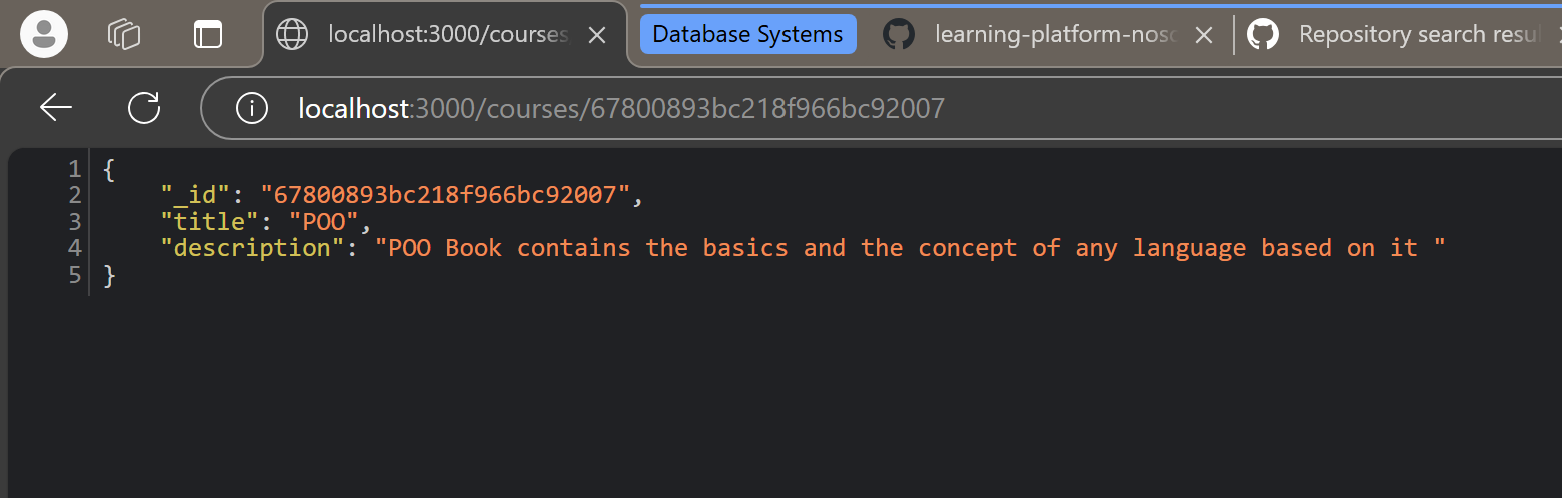 localhost:3000/courses
Database Systems
learning-platform-nosc
Repository search resu
localhost:3000/courses/67800893bc218f966bc92007
1 {
2 "_id": "67800893bc218f966bc92007",
3 "title": "POO",
4 "description": "POO Book contains the basics and the concept of any language based on it "
5 }